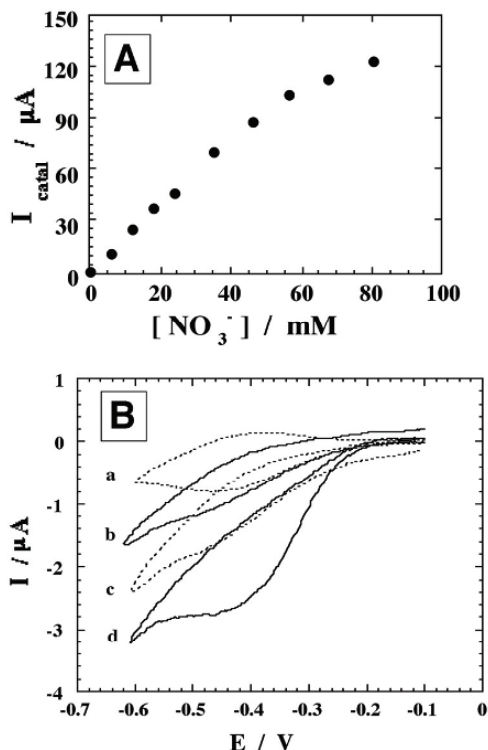 A
150
120
90
60
30
0
I catal / µA
0 20 40 60 80 100
[ NO3- ] / mM
B
1
0
-1
-2
-3
-4
I / µA
a
b
c
d
-0.7 -0.6 -0.5 -0.4 -0.3 -0.2 -0.1 0
E / V